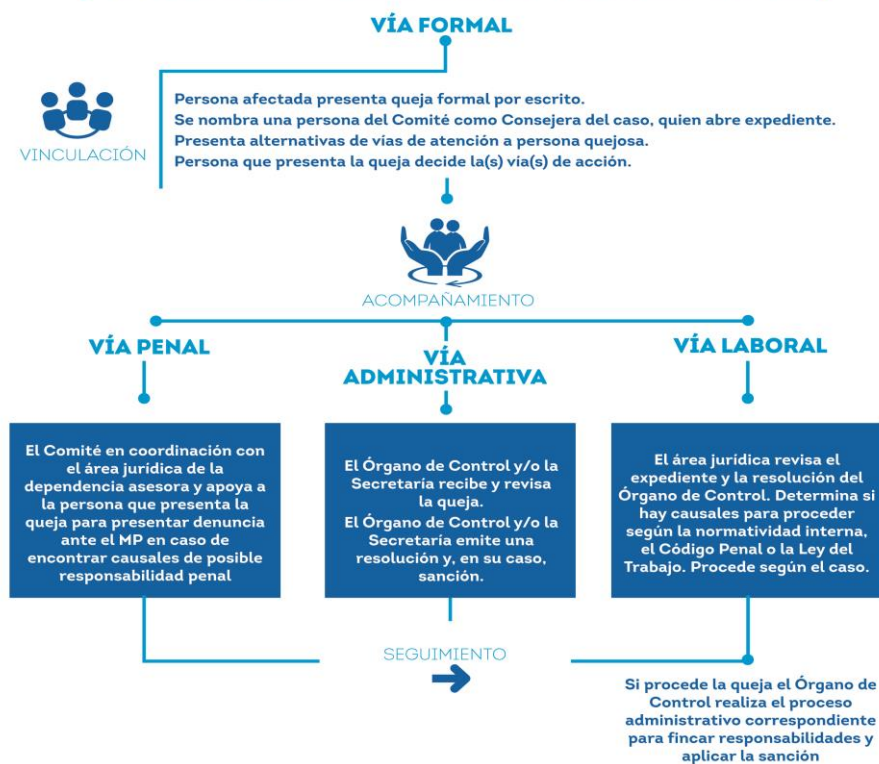 VÍA FORMAL
VINCULACIÓN
Persona afectada presenta queja formal por escrito.
Se nombra una persona del Comité como Consejera del caso, quien abre expediente.
Presenta alternativas de vías de atención a persona quejosa.
Persona que presenta la queja decide la(s) vía(s) de acción.
ACOMPAÑAMIENTO
VÍA PENAL
El Comité en coordinación con
el área jurídica de la
dependencia asesora y apoya a
la persona que presenta la
queja para presentar denuncia
ante el MP en caso de
encontrar causales de posible
responsabilidad penal
VÍA
ADMINISTRATIVA
El Órgano de Control y/o la
Secretaría recibe y revisa
la queja.
El Órgano de Control y/o la
Secretaría emite una
resolución y, en su caso,
sanción.
VÍA LABORAL
El área jurídica revisa el
expediente y la resolución del
Órgano de Control. Determina si
hay causales para proceder
según la normatividad interna,
el Código Penal o la Ley del
Trabajo. Procede según el caso.
SEGUIMIENTO
Si procede la queja el Órgano de
Control realiza el proceso
administrativo correspondiente
para fincar responsabilidades y
aplicar la sanción